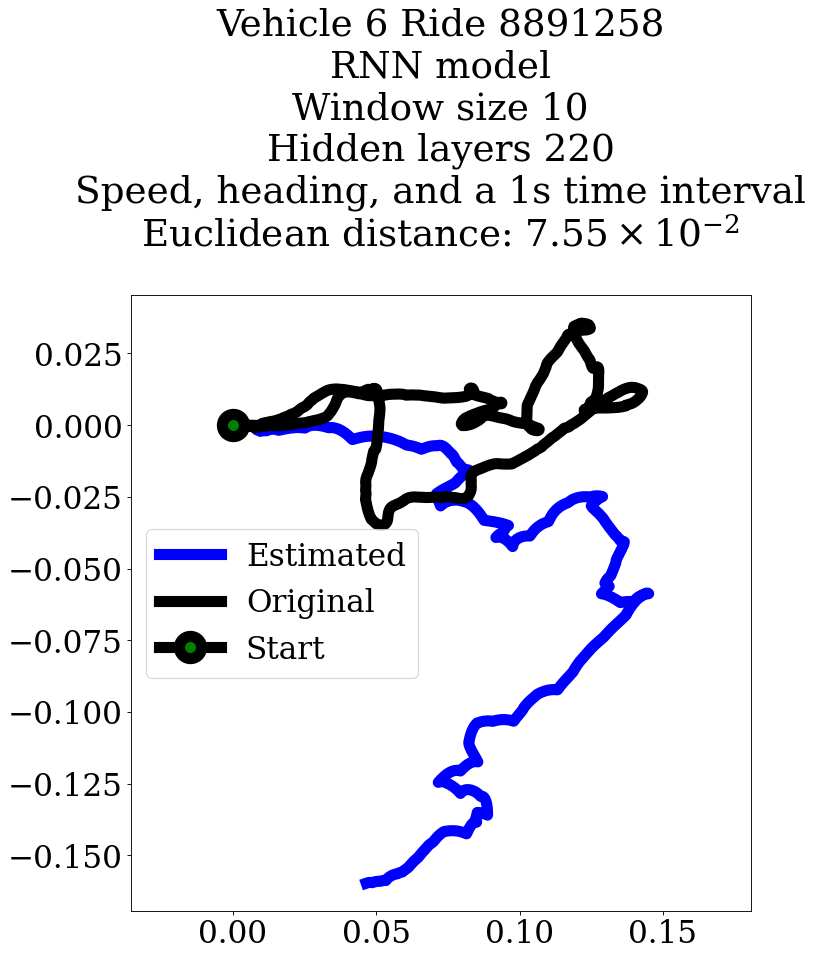 Vehicle 6 Ride 8891258
RNN model
Window size 10
Hidden layers 220
Speed, heading, and a 1s time interval
Euclidean distance: 7.55 × 10⁻²
0.025
0.000
−0.025
−0.050
−0.075
−0.100
−0.125
−0.150
Estimated
Original
Start
0.00 0.05 0.10 0.15